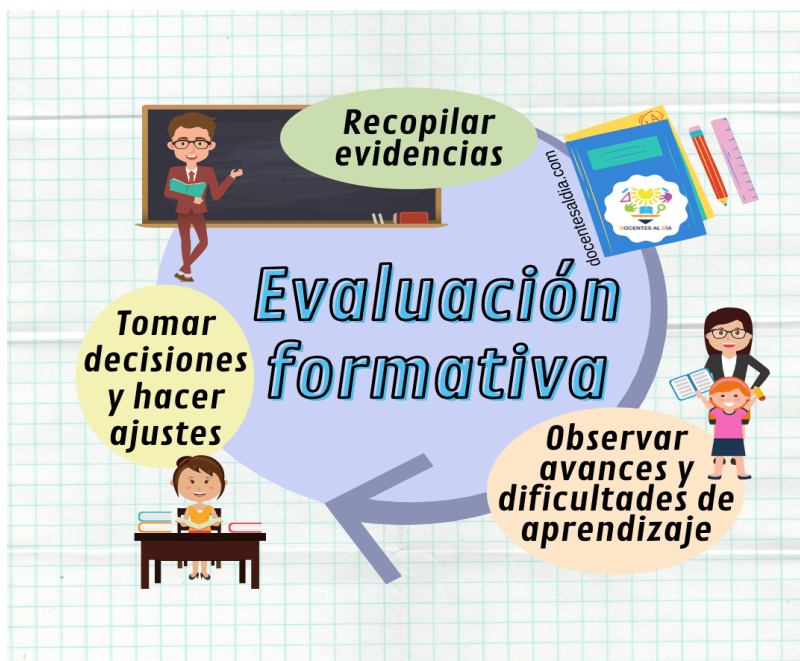 Recopilar
evidencias
docentesaldia.com
DOCENTES AL DÍA
Evaluación
formativa
Tomar
decisiones
y hacer
ajustes
Observar
avances y
dificultades de
aprendizaje